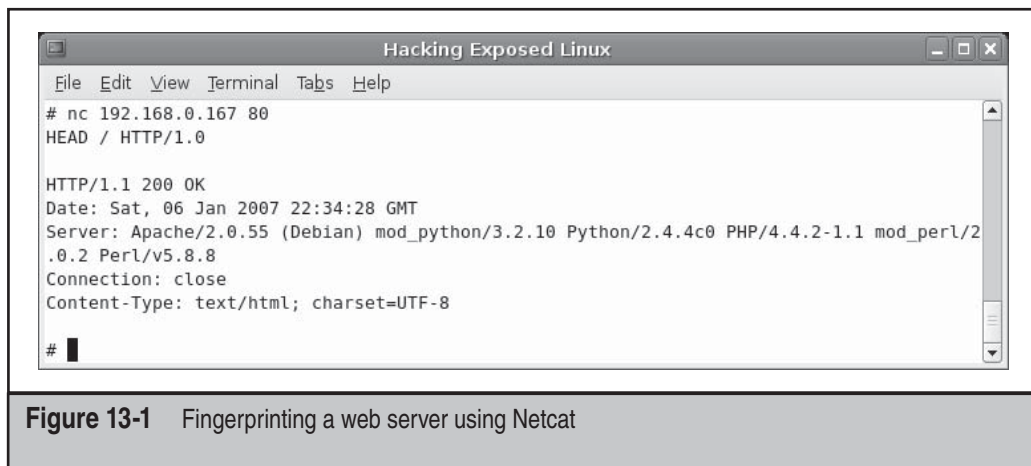 Hacking Exposed Linux
File Edit View Terminal Tabs Help
# nc 192.168.0.167 80
HEAD / HTTP/1.0
HTTP/1.1 200 OK
Date: Sat, 06 Jan 2007 22:34:28 GMT
Server: Apache/2.0.55 (Debian) mod_python/3.2.10 Python/2.4.4c0 PHP/4.4.2-1.1 mod_perl/2
.0.2 Perl/v5.8.8
Connection: close
Content-Type: text/html; charset=UTF-8
#
Figure 13-1 Fingerprinting a web server using Netcat